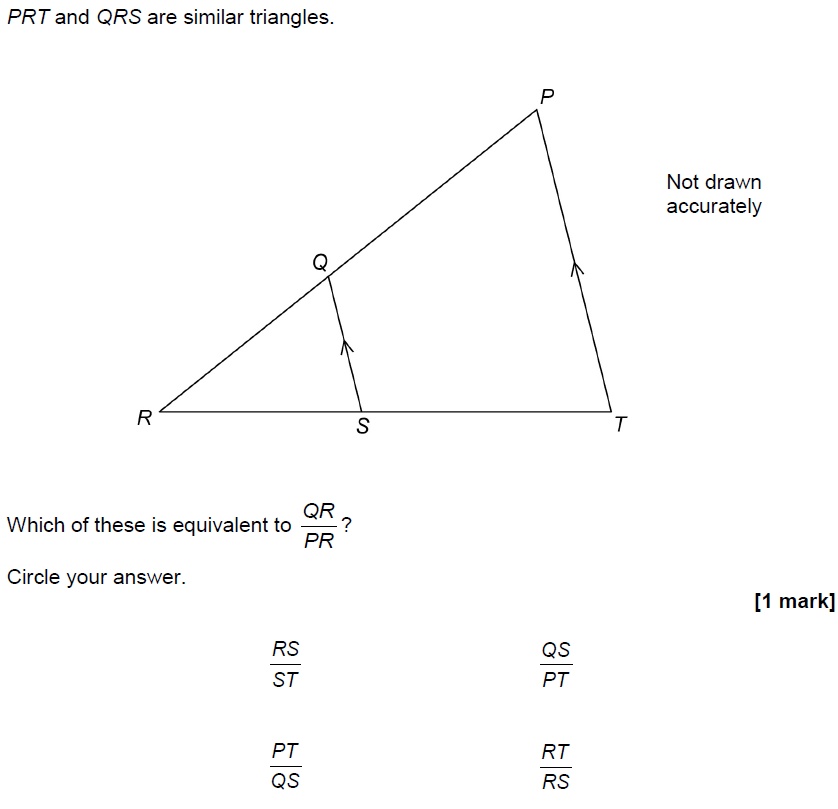 PRT and QRS are similar triangles.
P
Not drawn
accurately
Q
R
S
T
Which of these is equivalent to QR/PR?
Circle your answer.
[1 mark]
RS/ST QS/PT
PT/QS RT/RS